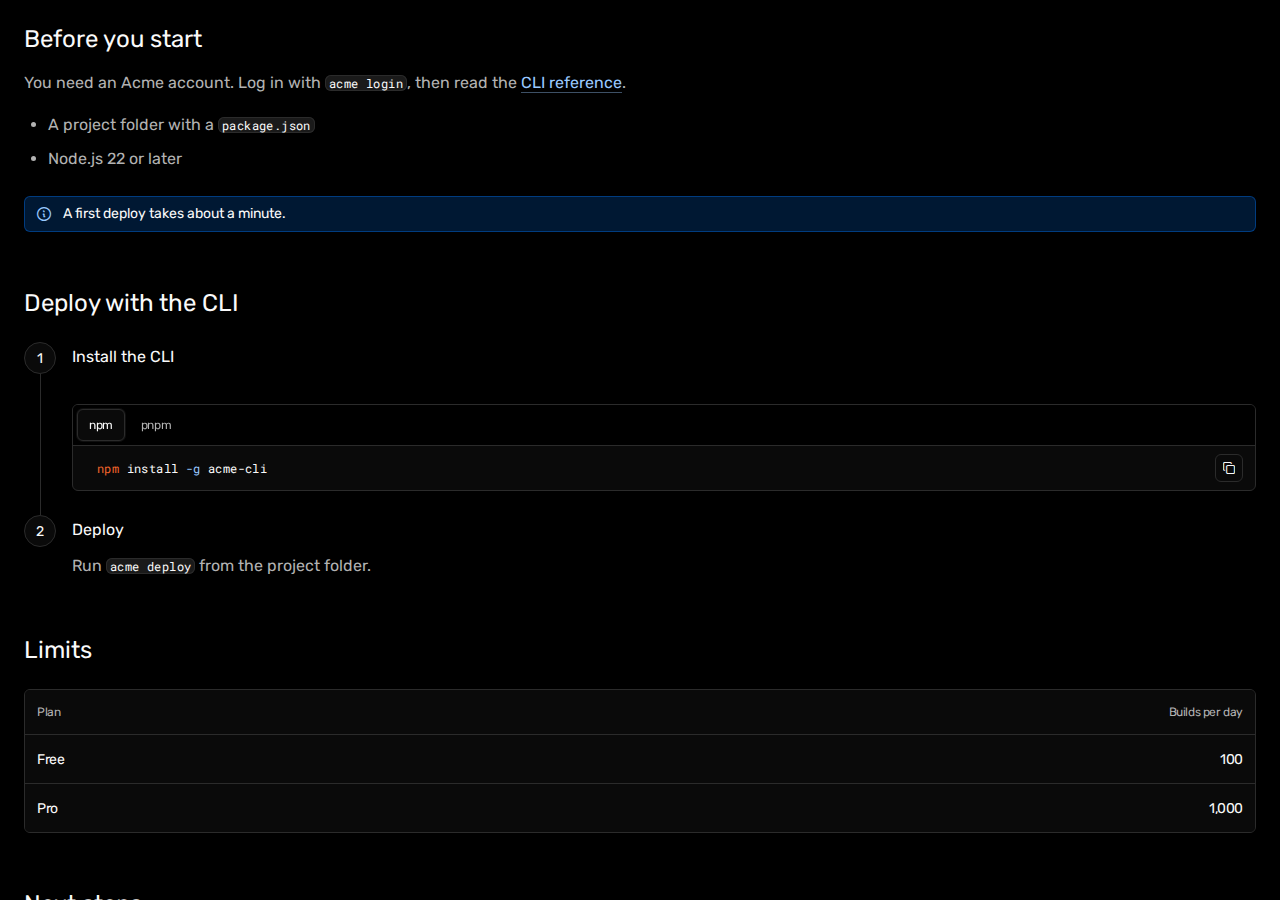 Before you start
You need an Acme account. Log in with acme login, then read the CLI reference.
A project folder with a package.json
Node.js 22 or later
A first deploy takes about a minute.
Deploy with the CLI
1 Install the CLI
npm pnpm
npm install -g acme-cli
2 Deploy
Run acme deploy from the project folder.
Limits
Plan Builds per day
Free 100
Pro 1,000
Next steps